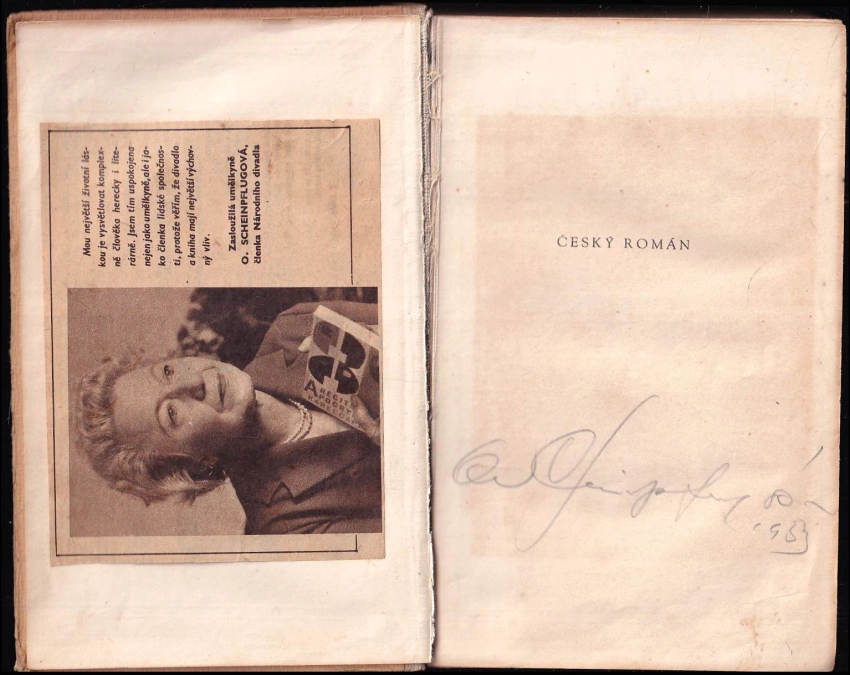 Mou největší životní lás-
kou je vysvětlovat komplex-
ně člověka herecky i lite-
rárně. Jsem tím uspokojena
nejen jako umělkyně, ale i ja-
ko členka lidské společnos-
ti, protože věřím, že divadlo
a kniha mají největší výchov-
ný vliv.
Zasloužilá umělkyně
O. SCHEINPFLUGOVÁ,
členka Národního divadla
ČESKÝ ROMÁN